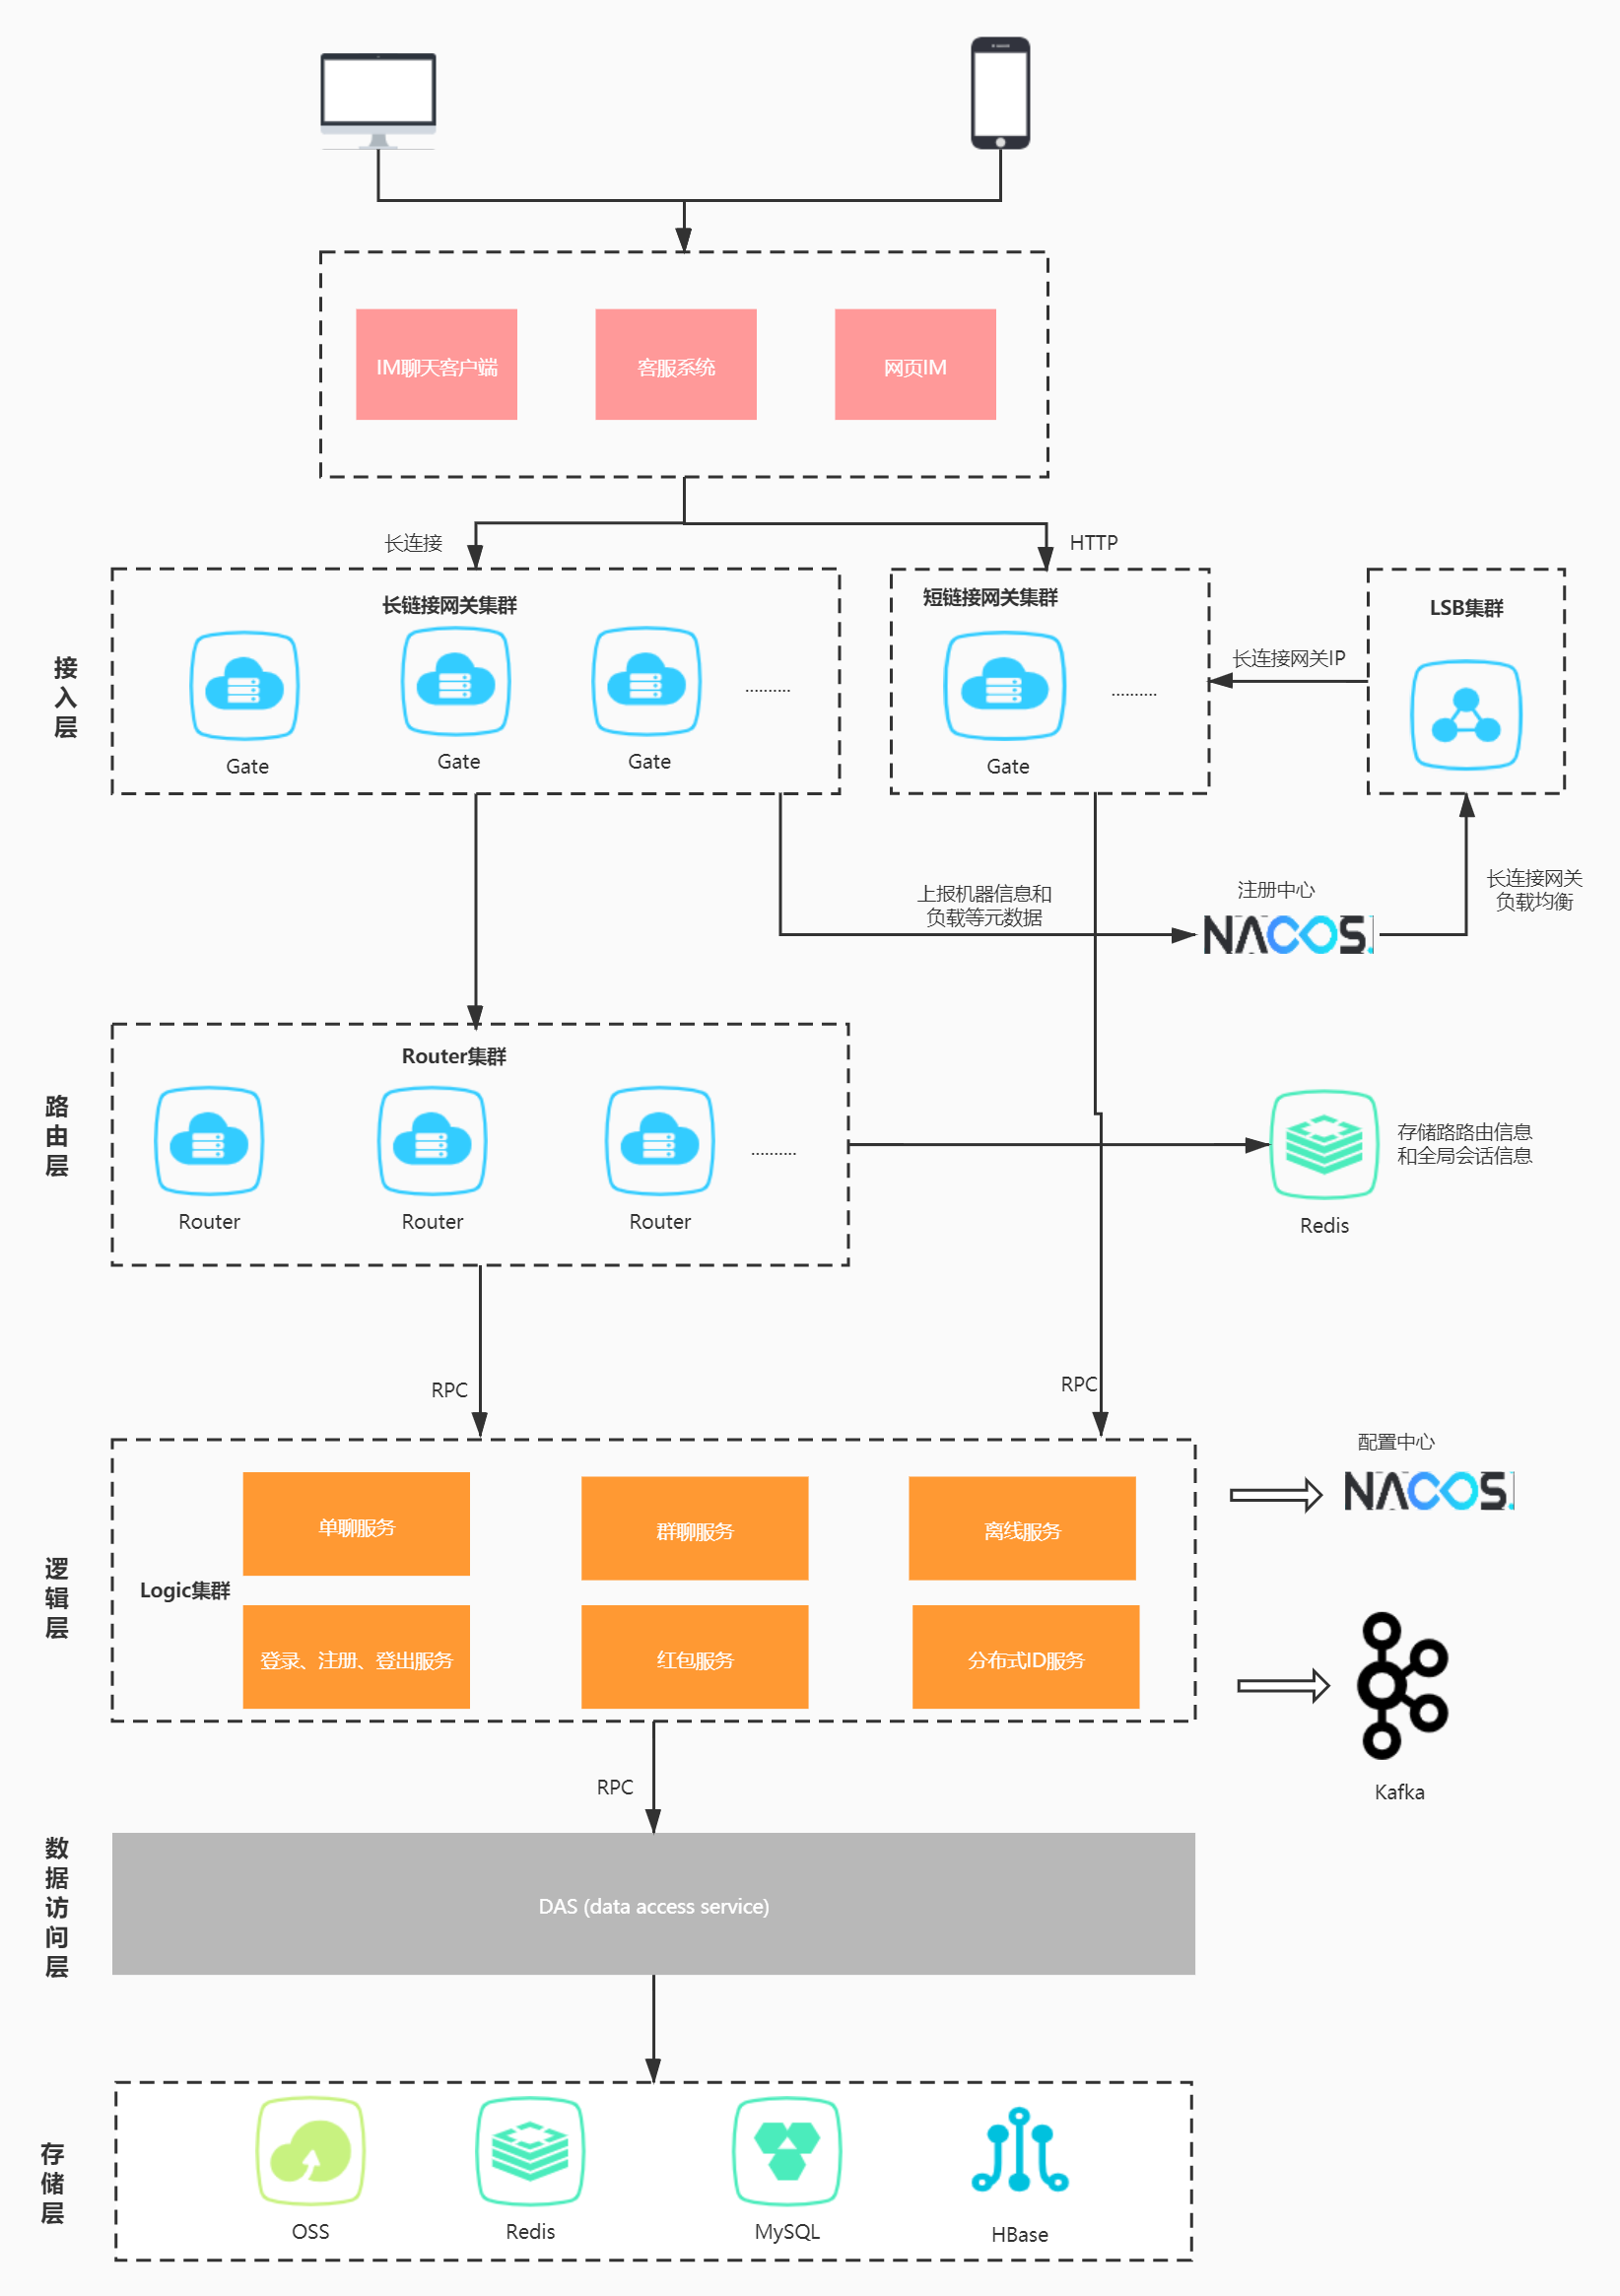 IM聊天客户端
客服系统
网页IM
长连接
HTTP
接入层
长链接网关集群
Gate
Gate
Gate
..........
短链接网关集群
Gate
..........
长连接网关IP
LSB集群
上报机器信息和
负载等元数据
注册中心
NACOS.
长连接网关
负载均衡
路由层
Router集群
Router
Router
Router
..........
存储路路由信息
和全局会话信息
Redis
RPC
RPC
逻辑层
Logic集群
单聊服务
群聊服务
离线服务
登录、注册、登出服务
红包服务
分布式ID服务
配置中心
NACOS.
Kafka
RPC
数据访问层
DAS (data access service)
存储层
OSS
Redis
MySQL
HBase